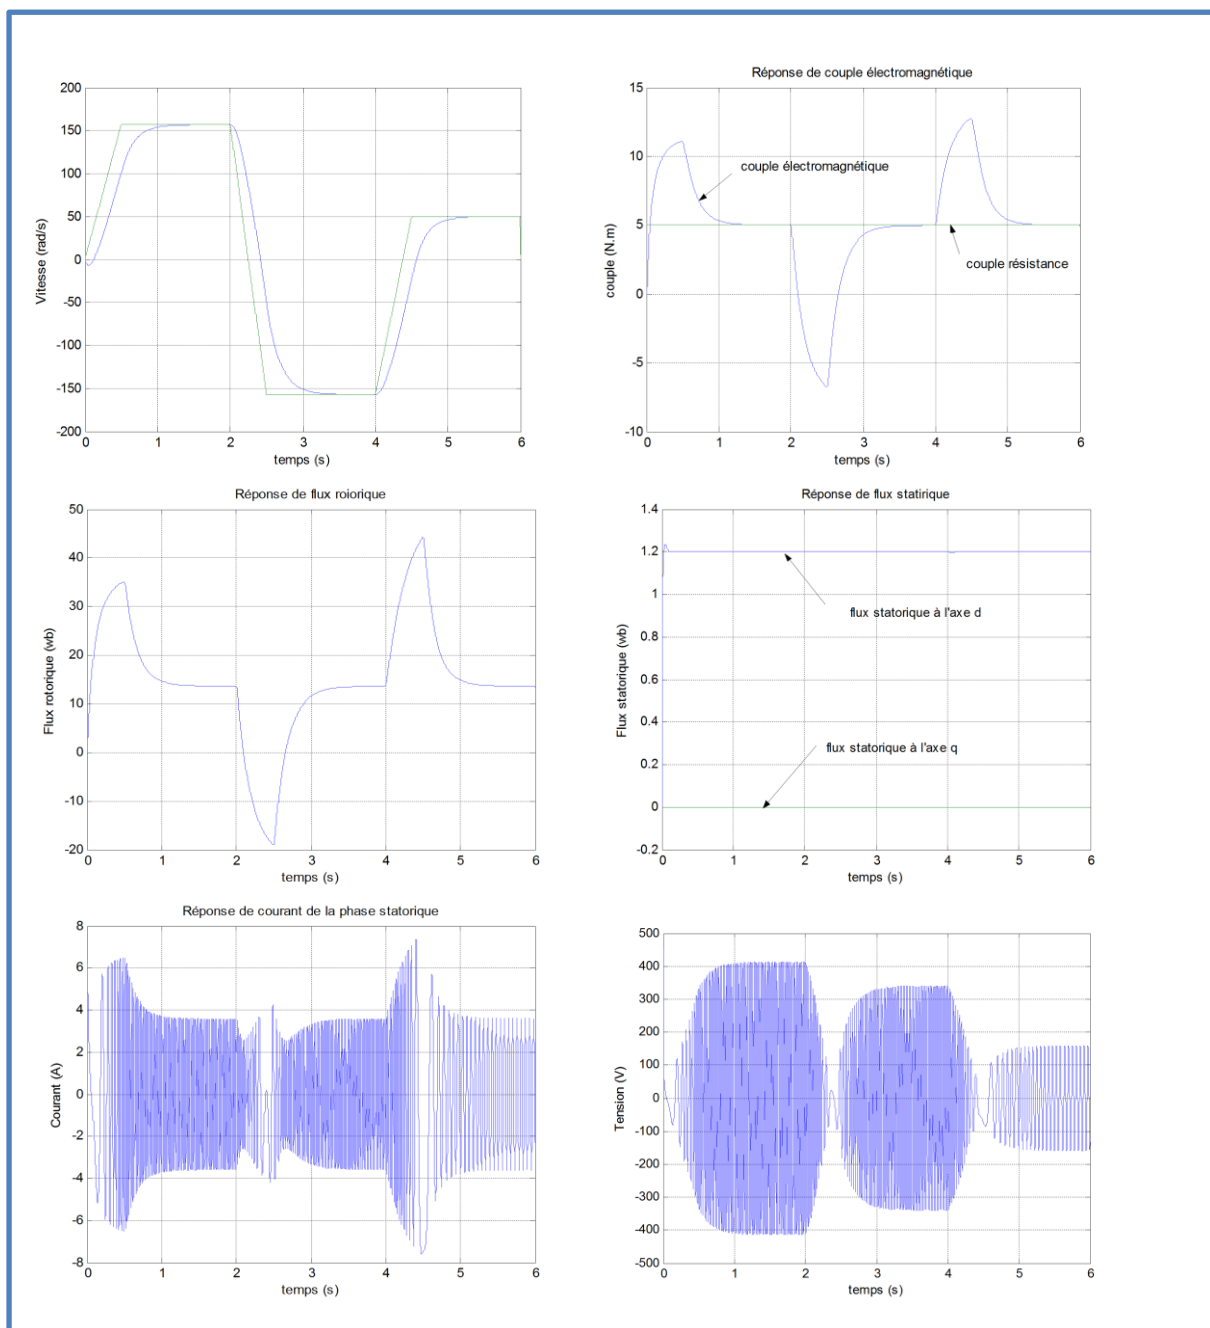 200
150
100
50
0
-50
-100
-150
-200
Vitesse (rad/s)
0 1 2 3 4 5 6
temps (s)
Réponse de couple électromagnétique
15
10
5
0
-5
-10
couple (N.m)
couple électromagnétique
couple résistance
0 1 2 3 4 5 6
temps (s)
Réponse de flux roiorique
50
40
30
20
10
0
-10
-20
Flux rotorique (wb)
0 1 2 3 4 5 6
temps (s)
Réponse de flux statirique
1.4
1.2
1
0.8
0.6
0.4
0.2
0
-0.2
Flux statorique (wb)
flux statorique à l'axe d
flux statorique à l'axe q
0 1 2 3 4 5 6
temps (s)
Réponse de courant de la phase statorique
8
6
4
2
0
-2
-4
-6
-8
Courant (A)
0 1 2 3 4 5 6
temps (s)
500
400
300
200
100
0
-100
-200
-300
-400
-500
Tension (V)
0 1 2 3 4 5 6
temps (s)